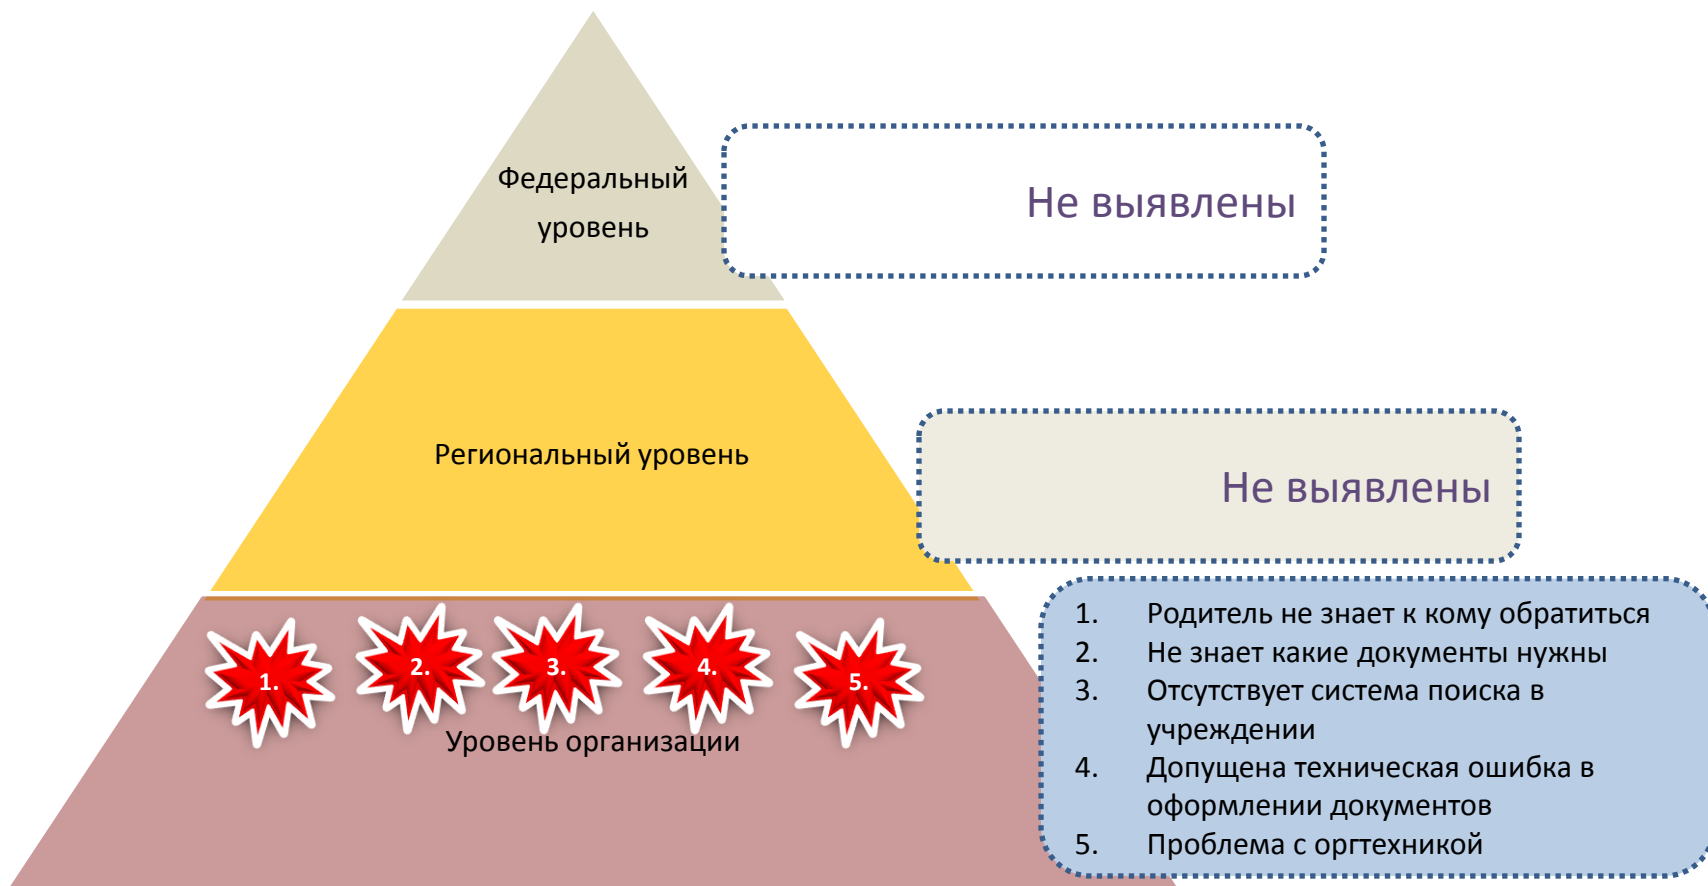 Федеральный
уровень
Не выявлены
Региональный уровень
Не выявлены
1.
2.
3.
4.
5.
Уровень организации
1. Родитель не знает к кому обратиться
2. Не знает какие документы нужны
3. Отсутствует система поиска в
учреждении
4. Допущена техническая ошибка в
оформлении документов
5. Проблема с оргтехникой